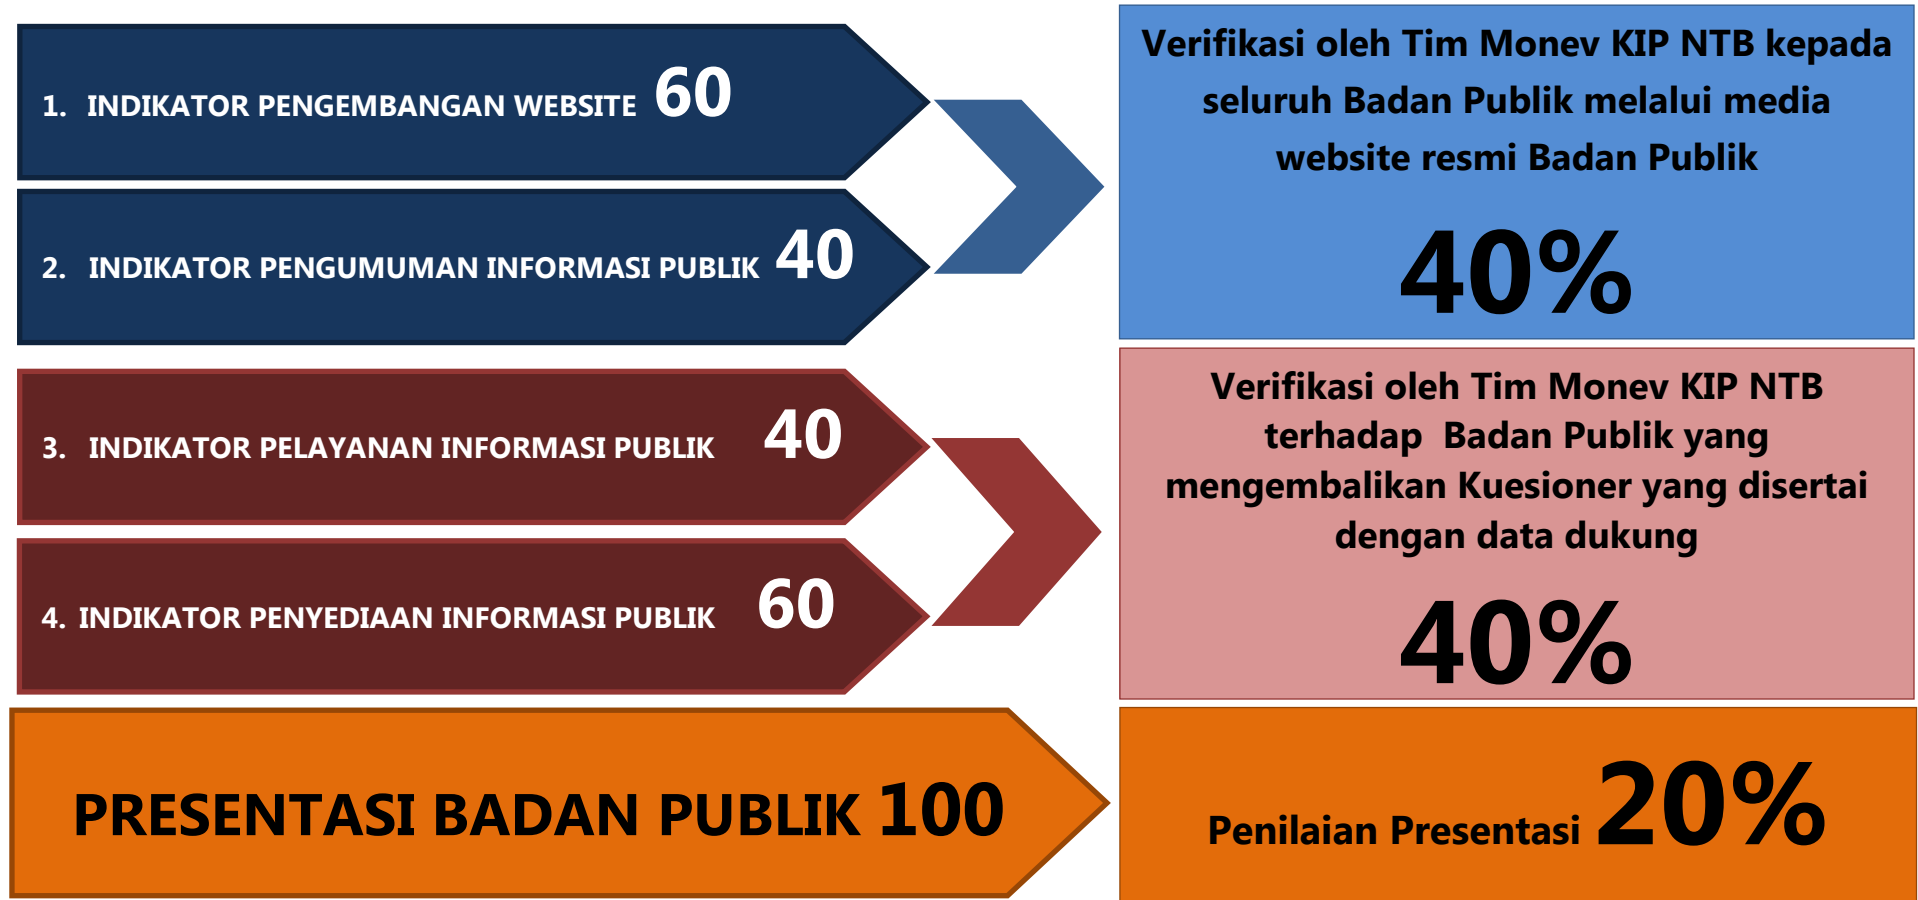 1. INDIKATOR PENGEMBANGAN WEBSITE 60
2. INDIKATOR PENGUMUMAN INFORMASI PUBLIK 40
Verifikasi oleh Tim Monev KIP NTB kepada
seluruh Badan Publik melalui media
website resmi Badan Publik
40%
3. INDIKATOR PELAYANAN INFORMASI PUBLIK 40
4. INDIKATOR PENYEDIAAN INFORMASI PUBLIK 60
Verifikasi oleh Tim Monev KIP NTB
terhadap Badan Publik yang
mengembalikan Kuesioner yang disertai
dengan data dukung
40%
PRESENTASI BADAN PUBLIK 100
Penilaian Presentasi 20%